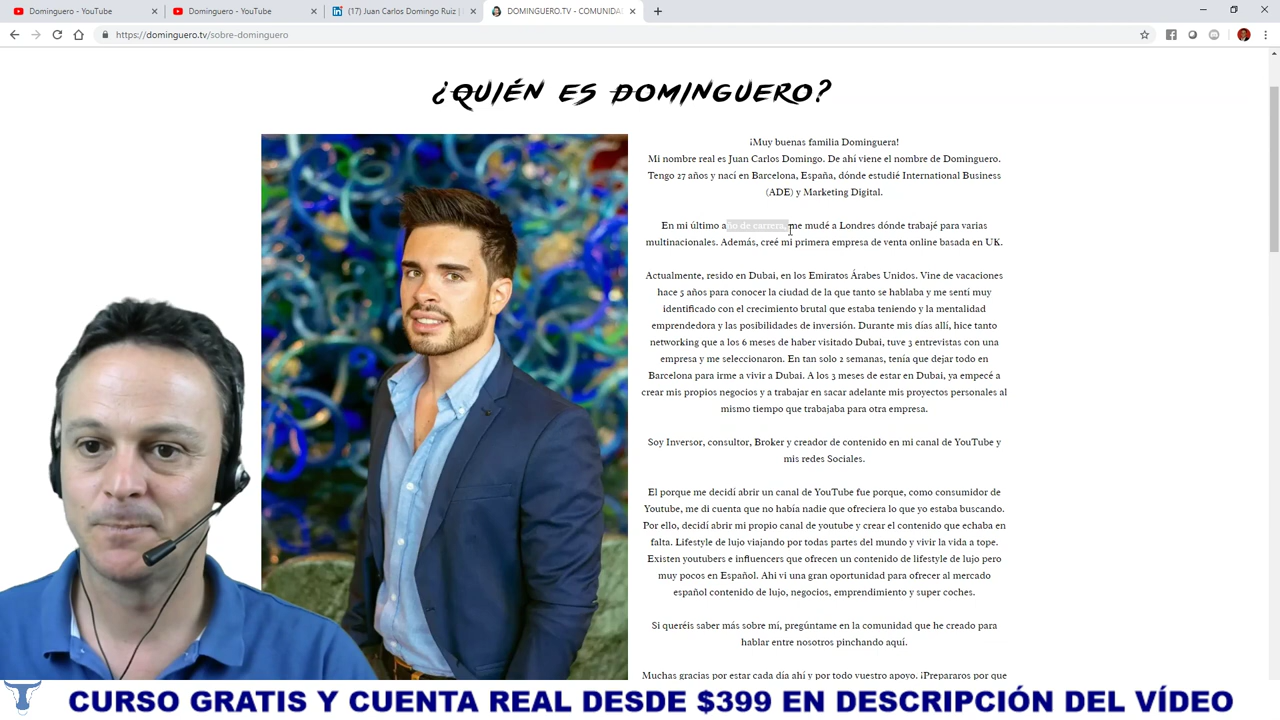 Dominguero - YouTube
Dominguero - YouTube
(17) Juan Carlos Domingo Ruiz |
DOMINGUERO.TV - COMUNIDA
https://dominguero.tv/sobre-dominguero
¿QUIÉN ES DOMINGUERO?
¡Muy buenas familia Dominguera!
Mi nombre real es Juan Carlos Domingo. De ahí viene el nombre de Dominguero.
Tengo 27 años y nací en Barcelona, España, dónde estudié International Business
(ADE) y Marketing Digital.
En mi último año de carrera, me mudé a Londres dónde trabajé para varias
multinacionales. Además, creé mi primera empresa de venta online basada en UK.
Actualmente, resido en Dubai, en los Emiratos Árabes Unidos. Vine de vacaciones
hace 5 años para conocer la ciudad de la que tanto se hablaba y me sentí muy
identificado con el crecimiento brutal que estaba teniendo y la mentalidad
emprendedora y las posibilidades de inversión. Durante mis días allí, hice tanto
networking que a los 6 meses de haber visitado Dubai, tuve 3 entrevistas con una
empresa y me seleccionaron. En tan solo 2 semanas, tenía que dejar todo en
Barcelona para irme a vivir a Dubai. A los 3 meses de estar en Dubai, ya empecé a
crear mis propios negocios y a trabajar en sacar adelante mis proyectos personales al
mismo tiempo que trabajaba para otra empresa.
Soy Inversor, consultor, Broker y creador de contenido en mi canal de YouTube y
mis redes Sociales.
El porque me decidí abrir un canal de YouTube fue porque, como consumidor de
Youtube, me di cuenta que no había nadie que ofreciera lo que yo estaba buscando.
Por ello, decidí abrir mi propio canal de youtube y crear el contenido que echaba en
falta. Lifestyle de lujo viajando por todas partes del mundo y vivir la vida a tope.
Existen youtubers e influencers que ofrecen un contenido de lifestyle de lujo pero
muy pocos en Español. Ahi vi una gran oportunidad para ofrecer al mercado
español contenido de lujo, negocios, emprendimiento y super coches.
Si queréis saber más sobre mi, pregúntame en la comunidad que he creado para
hablar entre nosotros pinchando aquí.
Muchas gracias por estar cada día ahí y por todo vuestro apoyo. ¡Prepararos por que
CURSO GRATIS Y CUENTA REAL DESDE $399 EN DESCRIPCIÓN DEL VÍDEO